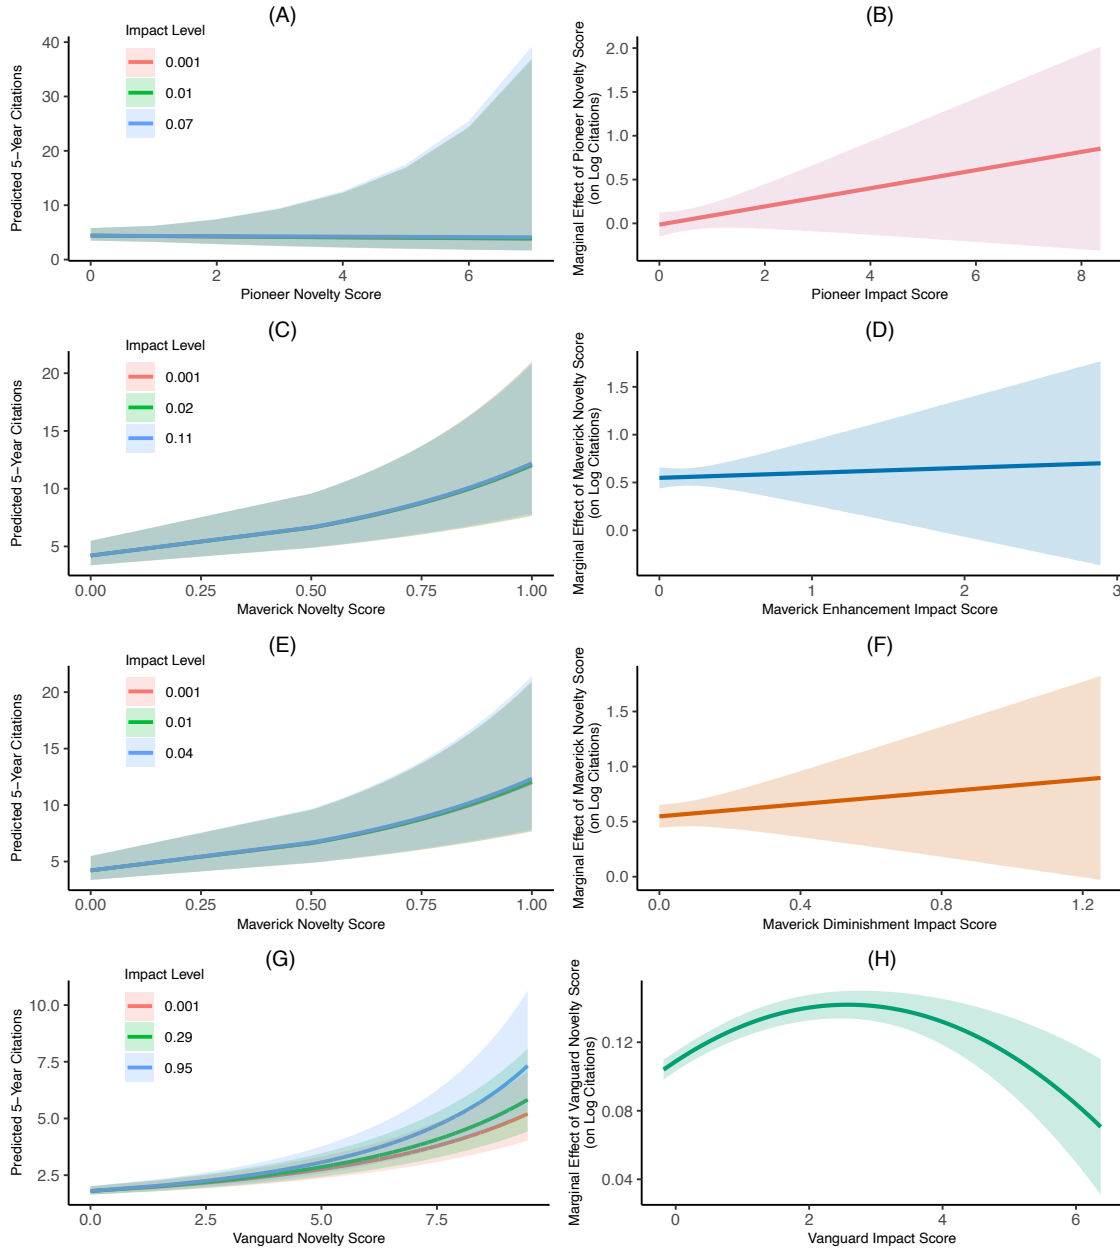 (A)
Impact Level
0.001
0.01
0.07
Predicted 5−Year Citations
40
30
20
10
0
0 2 4 6
Pioneer Novelty Score
(B)
Marginal Effect of Pioneer Novelty Score
(on Log Citations)
2.0
1.5
1.0
0.5
0.0
0 2 4 6 8
Pioneer Impact Score
(C)
Impact Level
0.001
0.02
0.11
Predicted 5−Year Citations
20
15
10
5
0.00 0.25 0.50 0.75 1.00
Maverick Novelty Score
(D)
Marginal Effect of Maverick Novelty Score
(on Log Citations)
1.5
1.0
0.5
0.0
0 1 2 3
Maverick Enhancement Impact Score
(E)
Impact Level
0.001
0.01
0.04
Predicted 5−Year Citations
20
15
10
5
0.00 0.25 0.50 0.75 1.00
Maverick Novelty Score
(F)
Marginal Effect of Maverick Novelty Score
(on Log Citations)
1.5
1.0
0.5
0.0
0.0 0.4 0.8 1.2
Maverick Diminishment Impact Score
(G)
Impact Level
0.001
0.29
0.95
Predicted 5−Year Citations
10.0
7.5
5.0
2.5
0.0 2.5 5.0 7.5
Vanguard Novelty Score
(H)
Marginal Effect of Vanguard Novelty Score
(on Log Citations)
0.12
0.08
0.04
0 2 4 6
Vanguard Impact Score